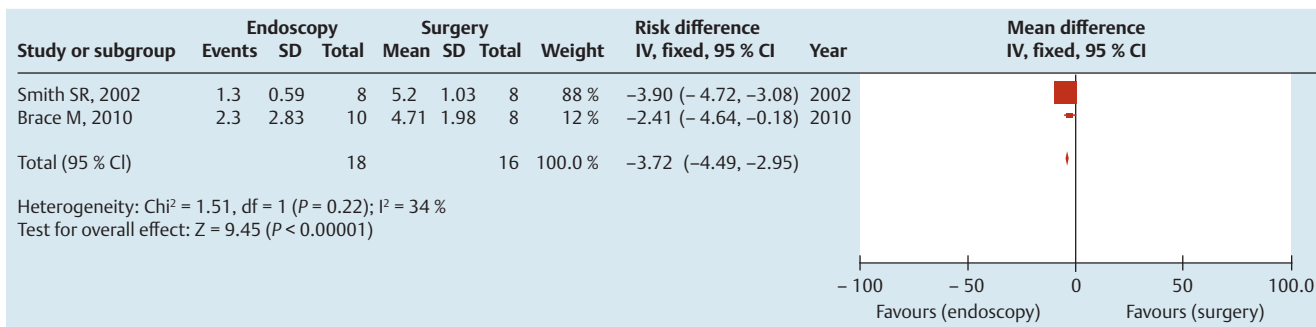 Endoscopy Surgery Risk difference Mean difference
Study or subgroup Events SD Total Mean SD Total Weight IV, fixed, 95 % CI Year IV, fixed, 95 % CI
Smith SR, 2002 1.3 0.59 8 5.2 1.03 8 88 % –3.90 (– 4.72, –3.08) 2002
Brace M, 2010 2.3 2.83 10 4.71 1.98 8 12 % –2.41 (– 4.64, –0.18) 2010
Total (95 % CI) 18 16 100.0 % –3.72 (–4.49, –2.95)
Heterogeneity: Chi² = 1.51, df = 1 (P = 0.22); I² = 34 %
Test for overall effect: Z = 9.45 (P < 0.00001)
– 100 – 50 0 50 100.0
Favours (endoscopy) Favours (surgery)